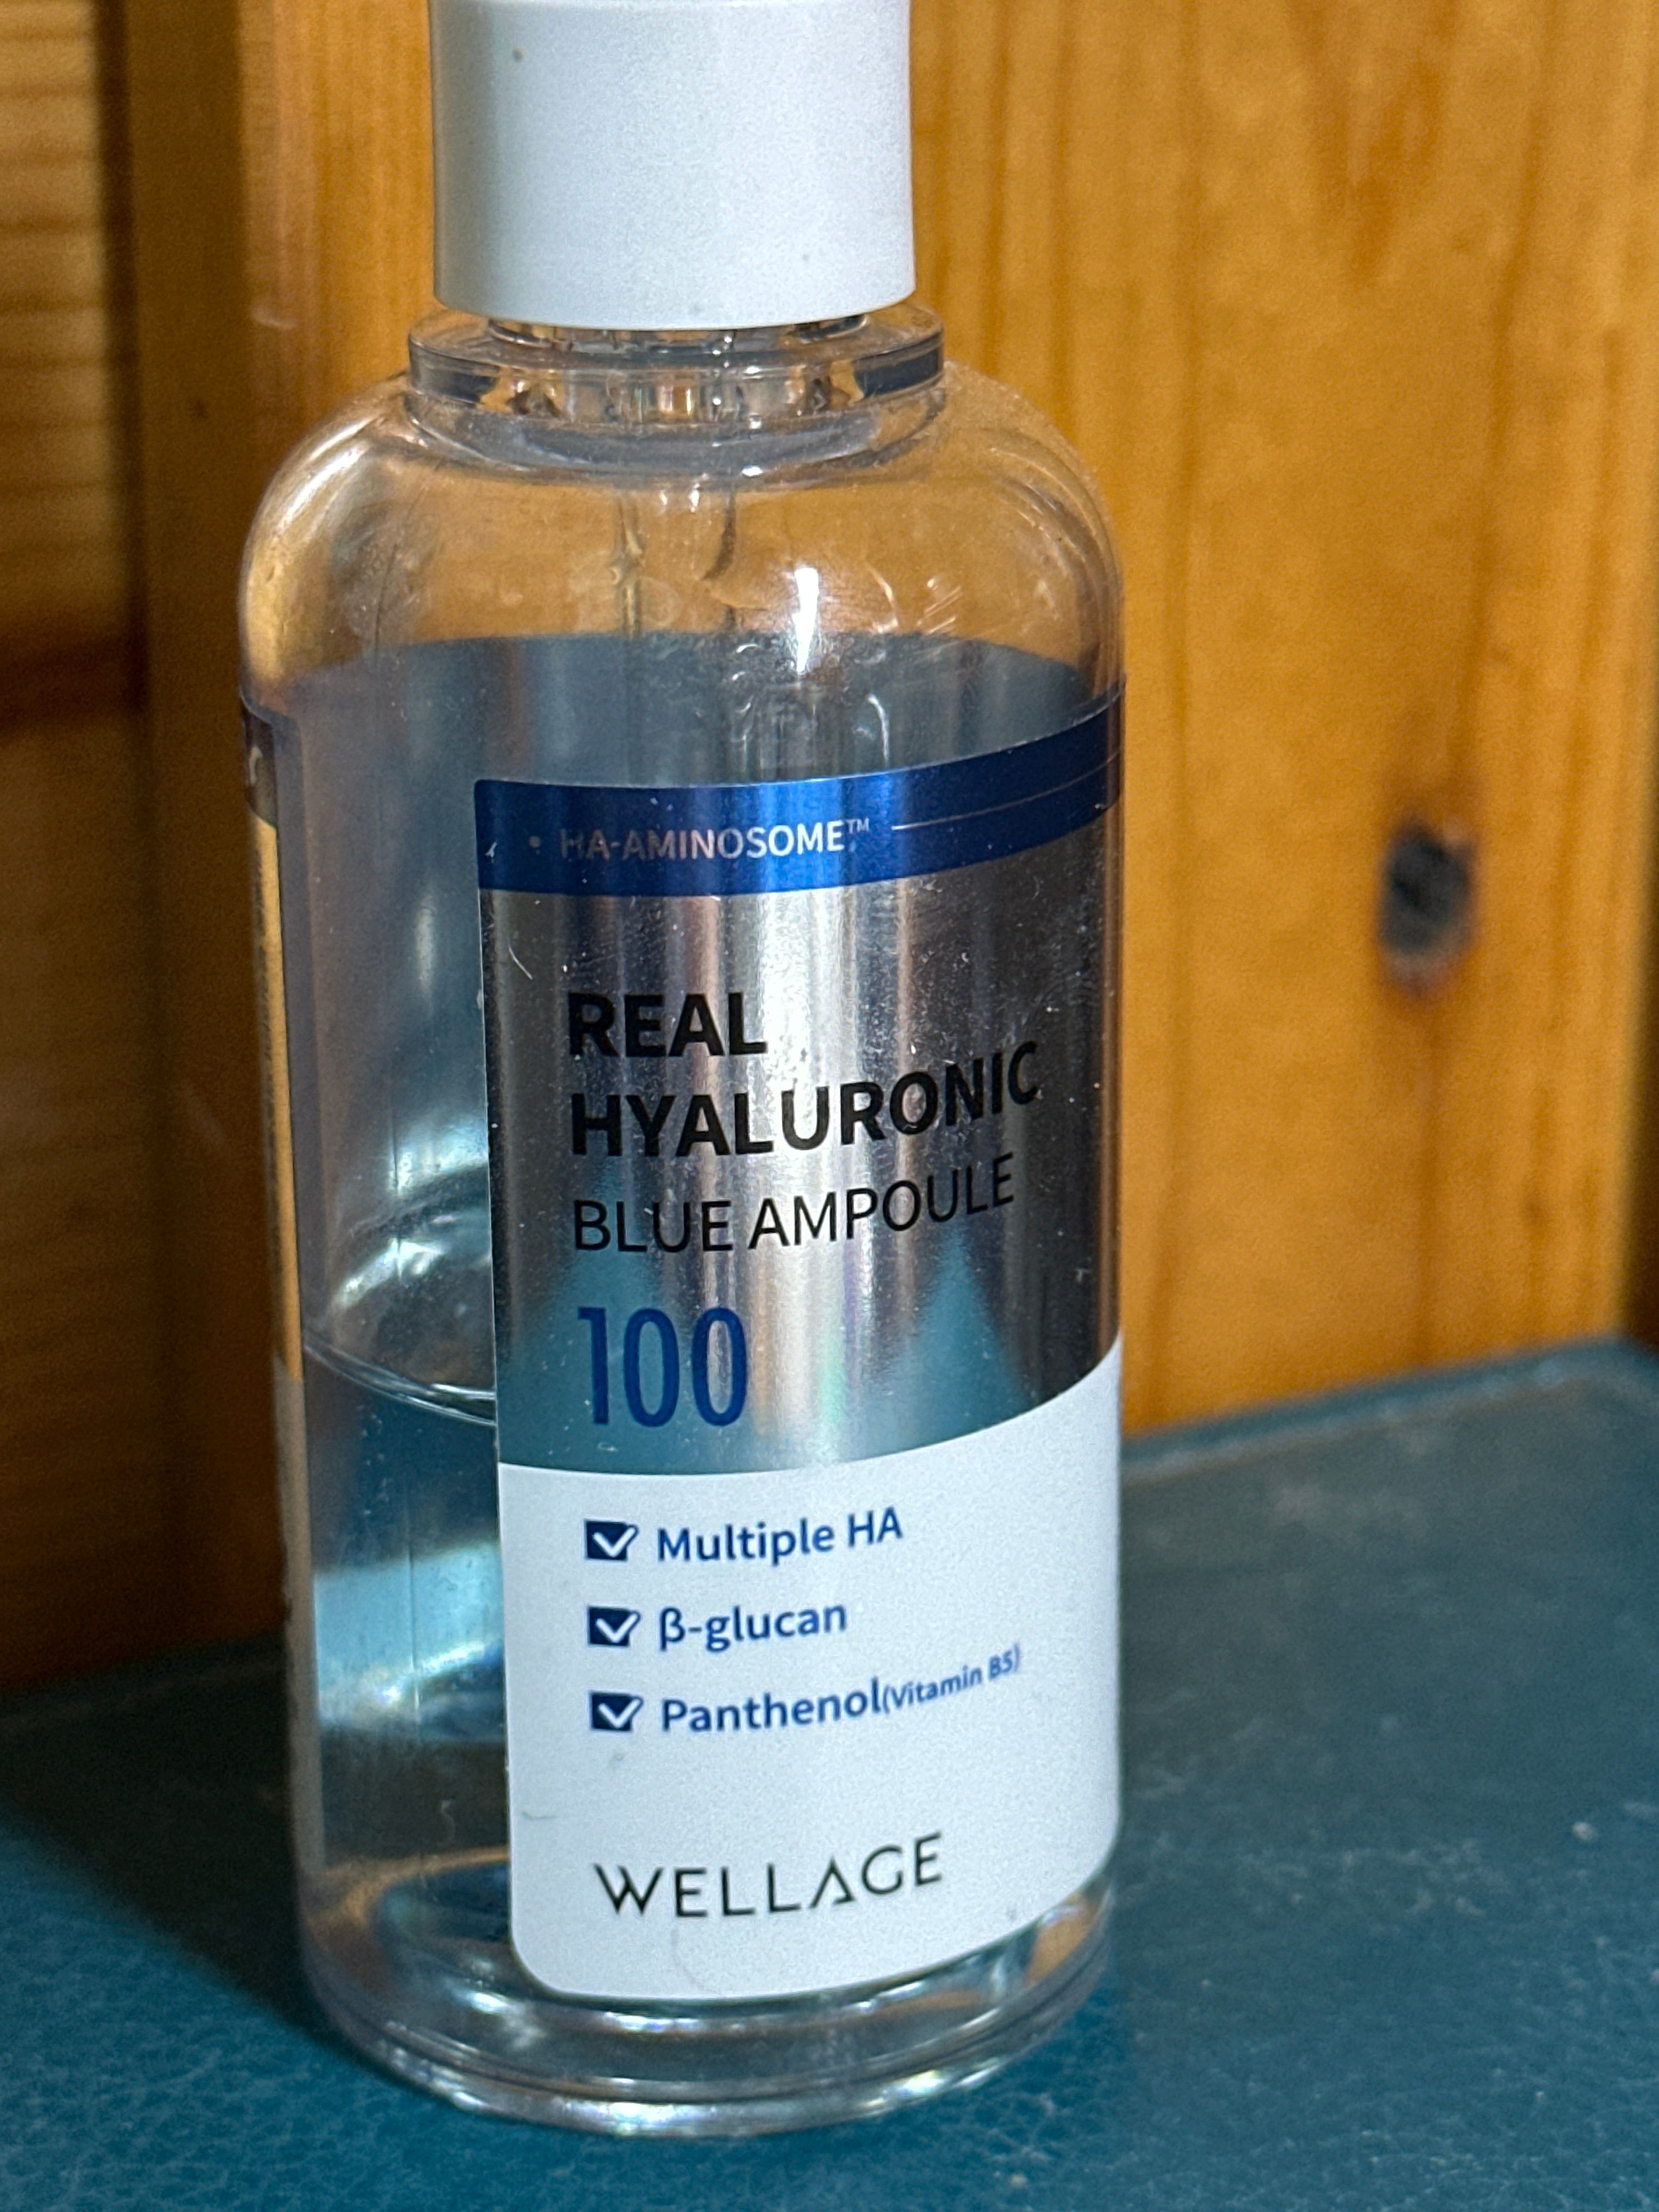 • HA-AMINOSOME™
REAL
HYALURONIC
BLUE AMPOULE
100
Multiple HA
β-glucan
Panthenol(Vitamin B5)
WELLAGE